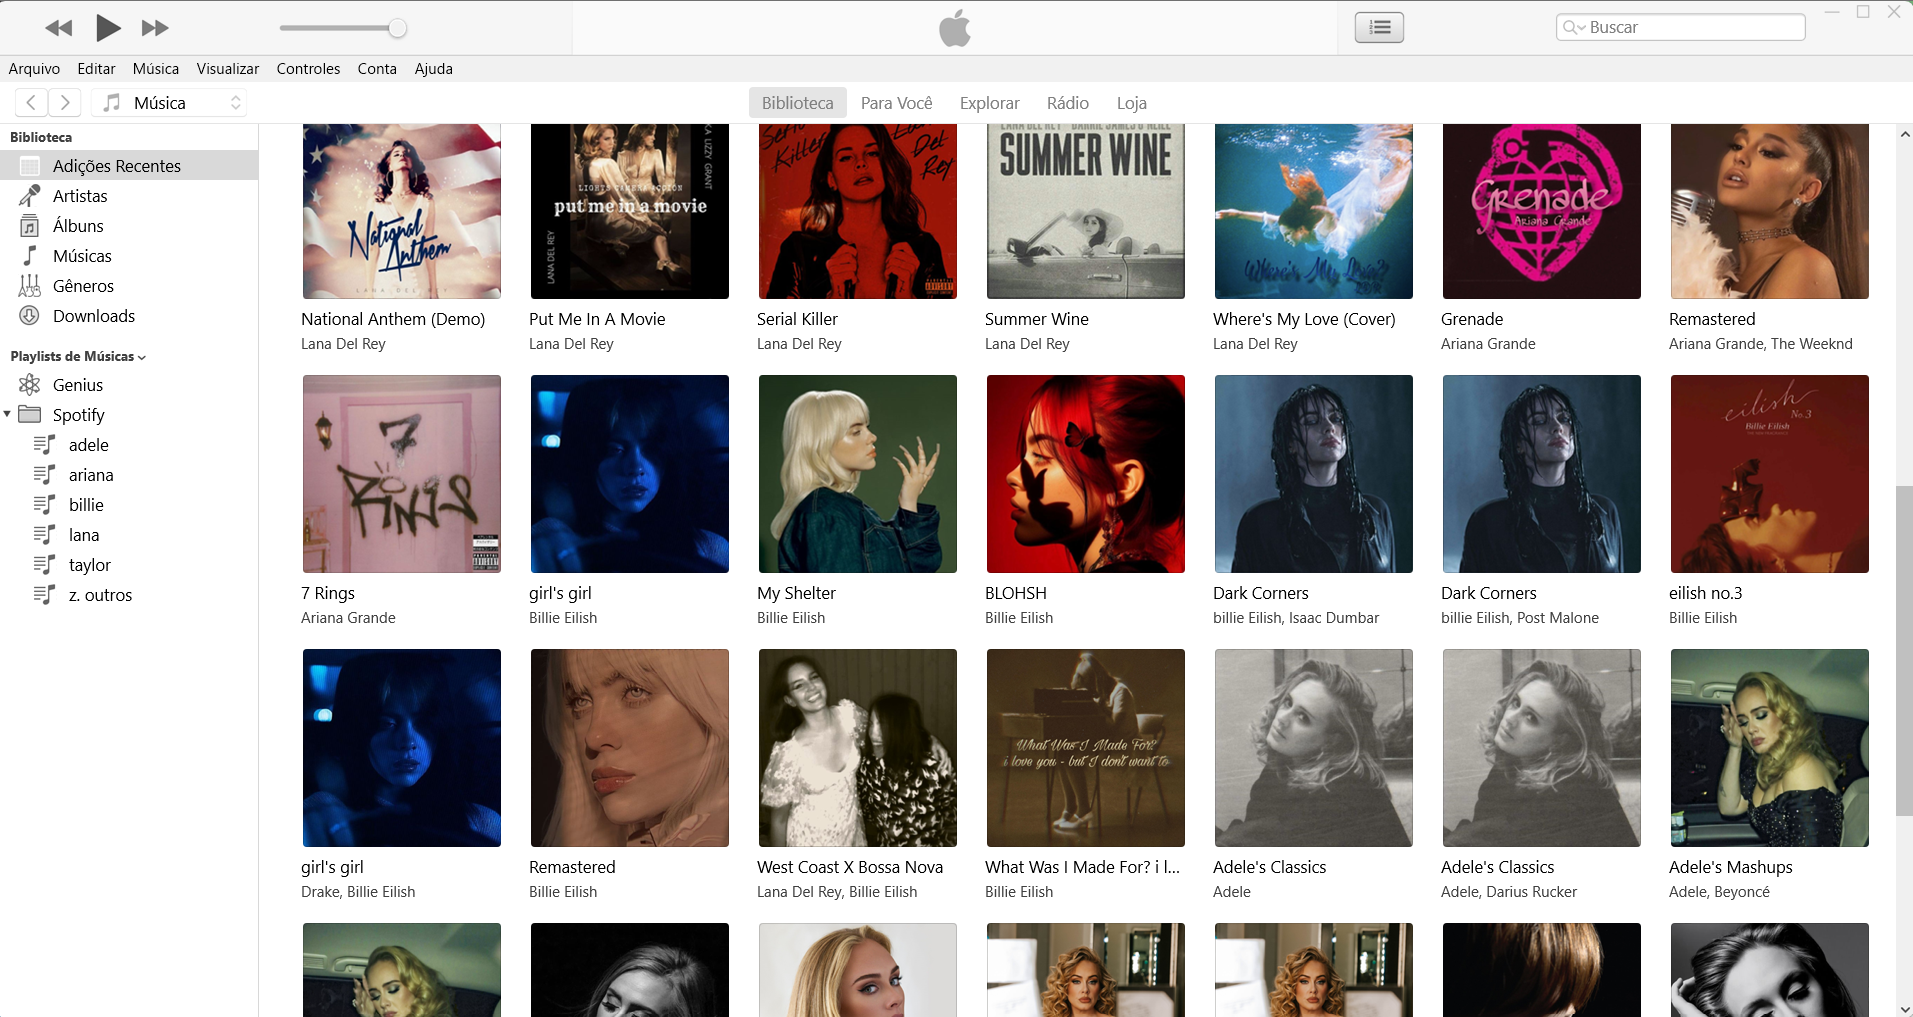 Buscar
Arquivo Editar Música Visualizar Controles Conta Ajuda
Música
Biblioteca Para Você Explorar Rádio Loja
Biblioteca
Adições Recentes
Artistas
Álbuns
Músicas
Gêneros
Downloads
Playlists de Músicas
Genius
Spotify
adele
ariana
billie
lana
taylor
z. outros
National Anthem
LANA DEL REY
LIGHTS CAMERA ACCIÓN
put me in a movie
LANA DEL REY
KA LIZZY GRANT
Serial Killer
Lana Del Rey
LANA DEL REY
SUMMER WINE
Where's My Love?
Grenade
Ariana Grande
National Anthem (Demo)
Lana Del Rey
Put Me In A Movie
Lana Del Rey
Serial Killer
Lana Del Rey
Summer Wine
Lana Del Rey
Where's My Love (Cover)
Lana Del Rey
Grenade
Ariana Grande
Remastered
Ariana Grande, The Weeknd
7
RINGS
eilish
No.3
Billie Eilish
7 Rings
Ariana Grande
girl's girl
Billie Eilish
My Shelter
Billie Eilish
BLOHSH
Billie Eilish
Dark Corners
billie Eilish, Isaac Dumbar
Dark Corners
billie Eilish, Post Malone
eilish no.3
Billie Eilish
What Was I Made For?
i love you - but I don't want to
girl's girl
Drake, Billie Eilish
Remastered
Billie Eilish
West Coast X Bossa Nova
Lana Del Rey, Billie Eilish
What Was I Made For? i l...
Billie Eilish
Adele's Classics
Adele
Adele's Classics
Adele, Darius Rucker
Adele's Mashups
Adele, Beyoncé